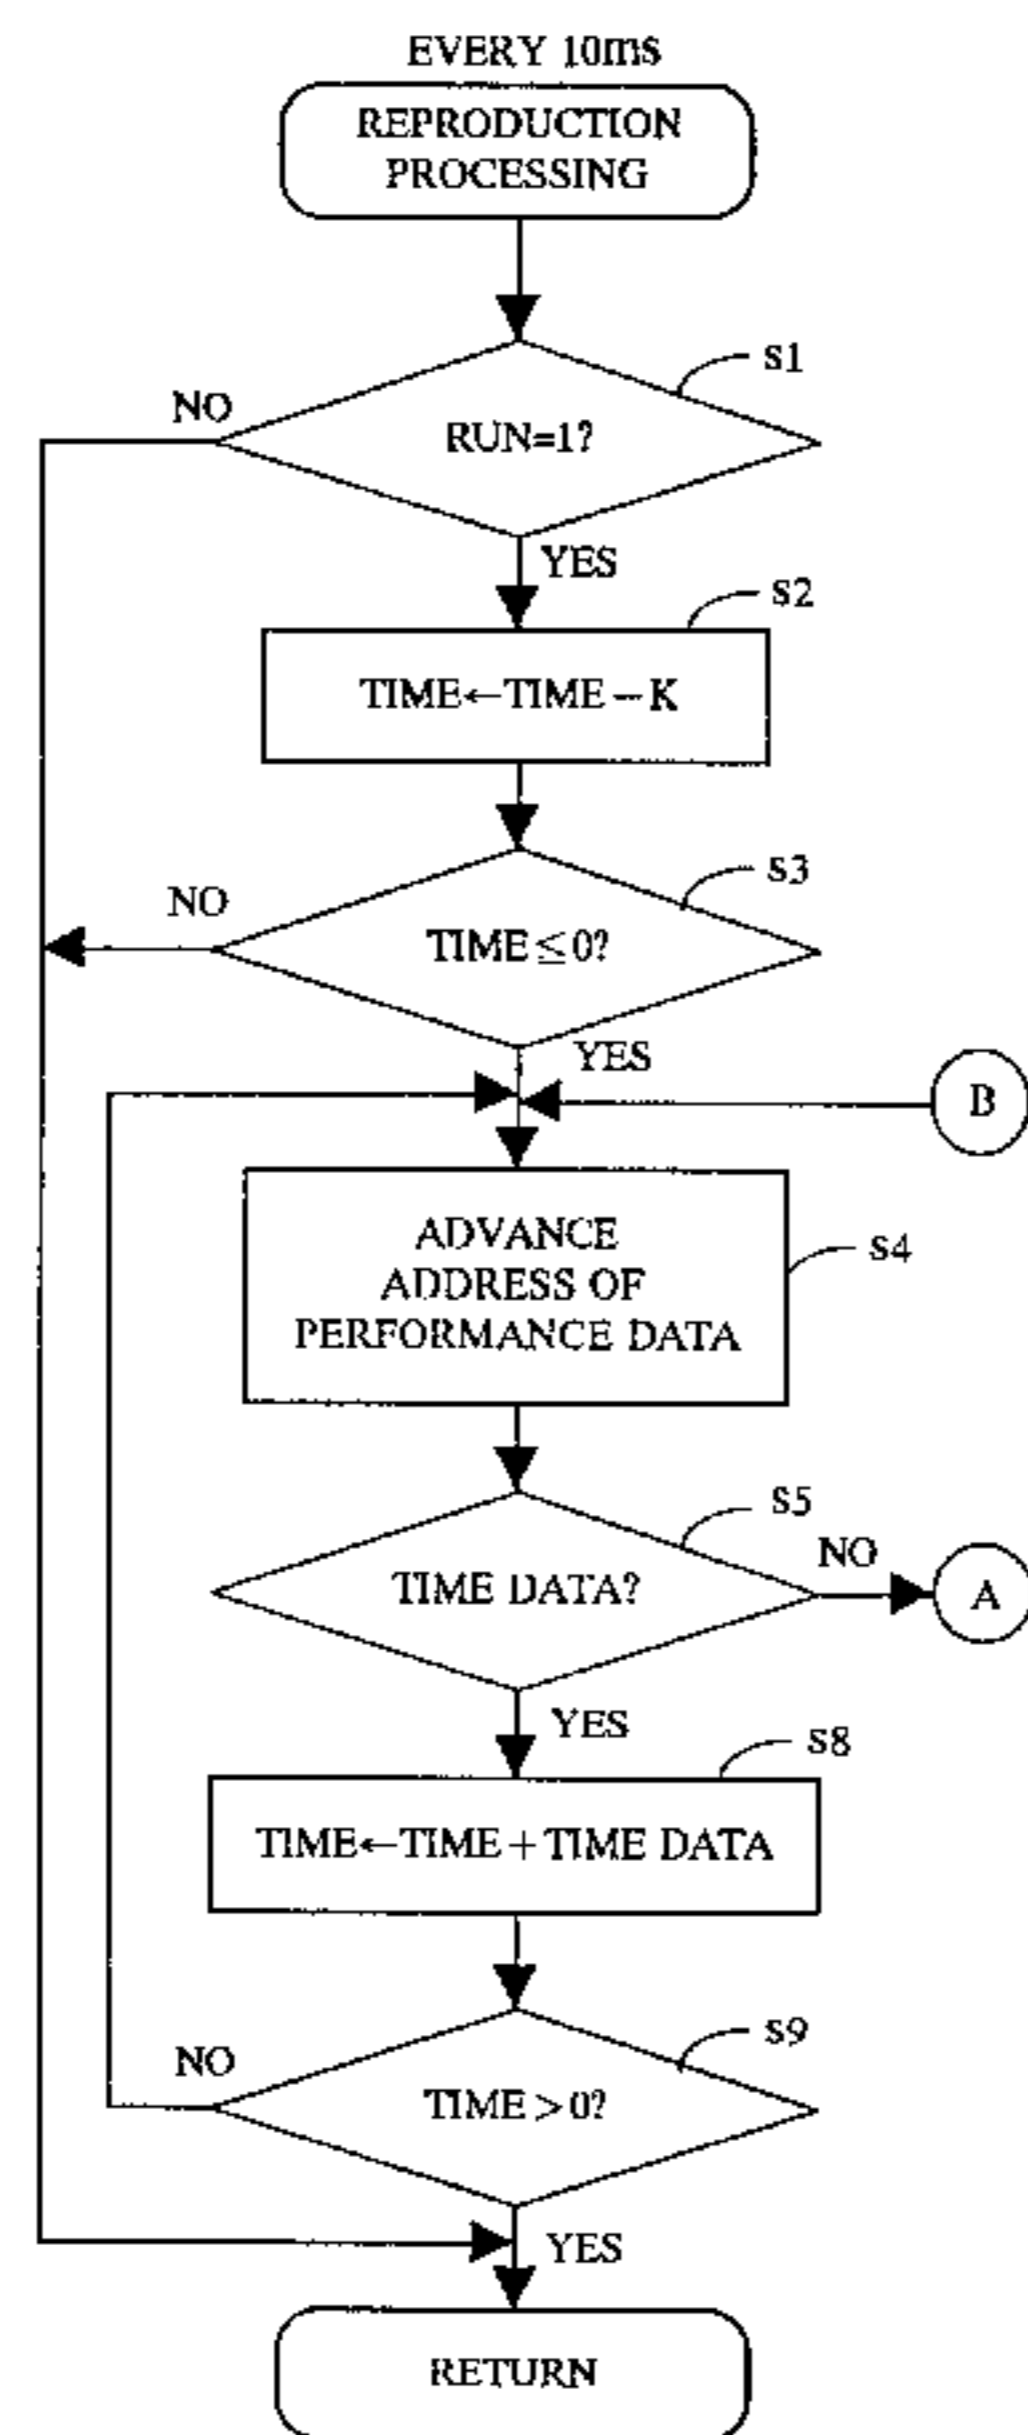 EVERY 10ms
REPRODUCTION
PROCESSING
S1
NO
RUN=1?
YES
S2
TIME←TIME−K
S3
NO
TIME≤0?
YES
B
ADVANCE
ADDRESS OF
PERFORMANCE DATA
S4
S5
NO
TIME DATA?
A
YES
S8
TIME←TIME+TIME DATA
S9
NO
TIME>0?
YES
RETURN